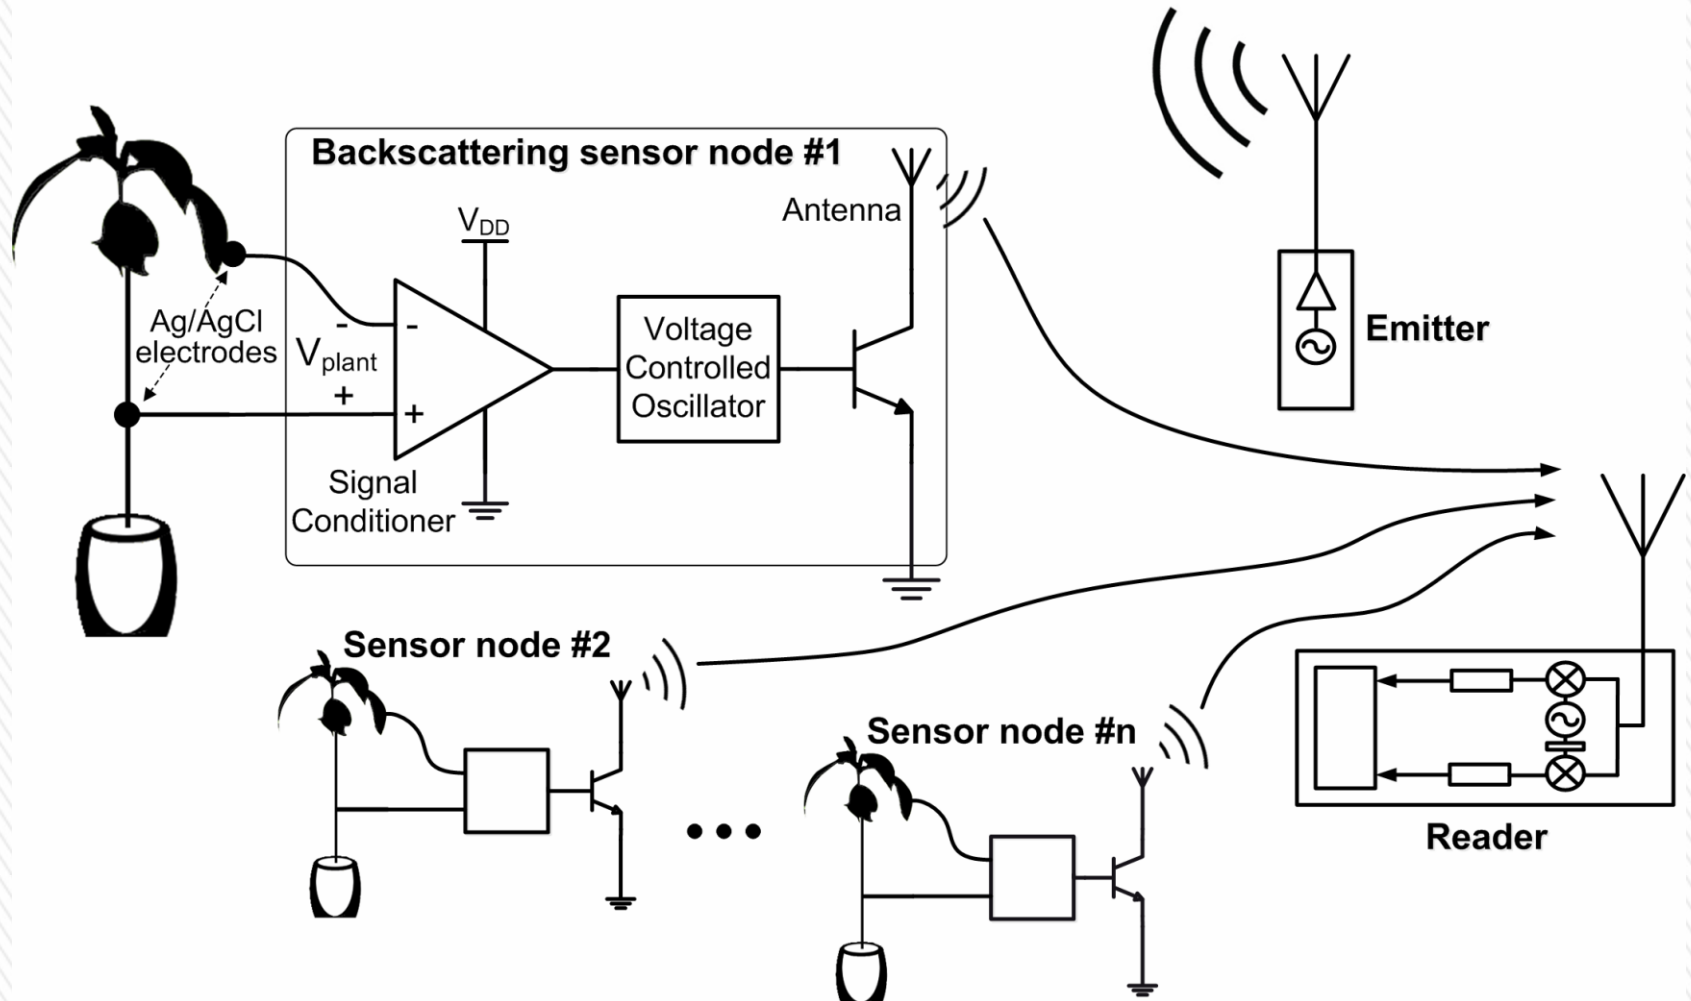 Backscattering sensor node #1
Antenna
VDD
Ag/AgCl
electrodes
-
Vplant
+
-
+
Signal
Conditioner
Voltage
Controlled
Oscillator
Emitter
Sensor node #2
Sensor node #n
Reader